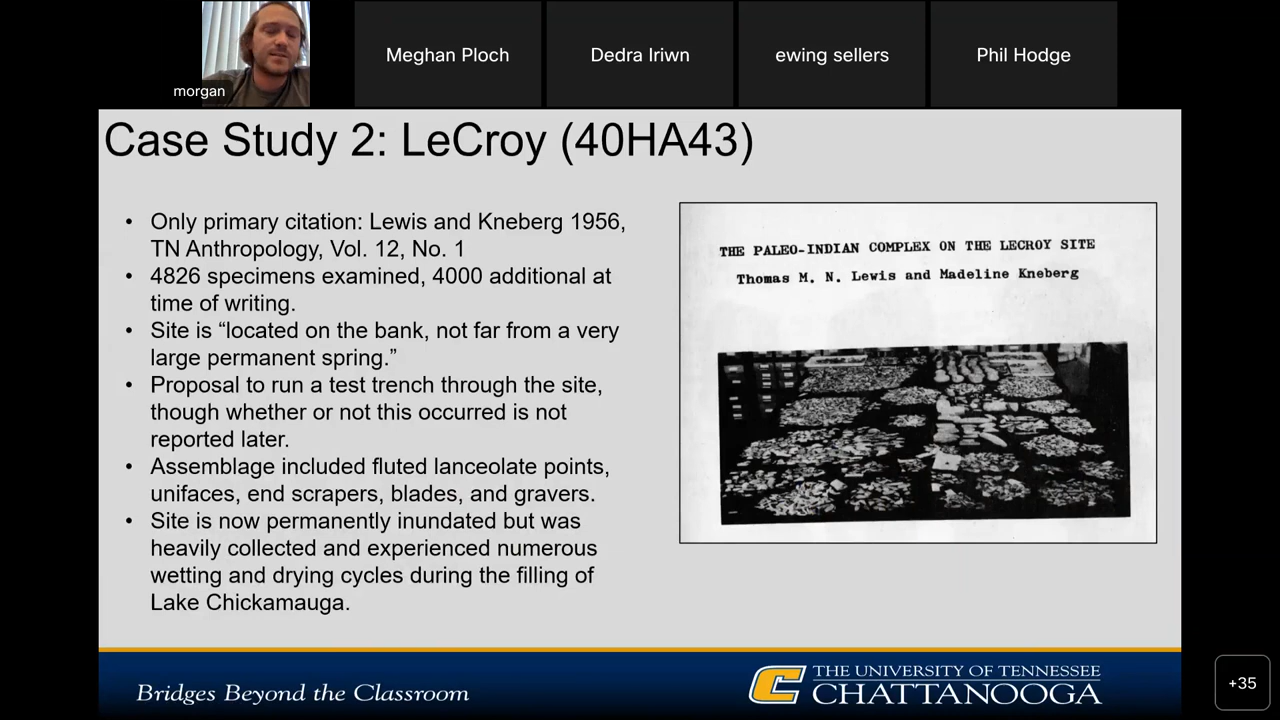 morgan
Meghan Ploch
Dedra Iriwn
ewing sellers
Phil Hodge
Case Study 2: LeCroy (40HA43)
• Only primary citation: Lewis and Kneberg 1956,
TN Anthropology, Vol. 12, No. 1
• 4826 specimens examined, 4000 additional at
time of writing.
• Site is “located on the bank, not far from a very
large permanent spring.”
• Proposal to run a test trench through the site,
though whether or not this occurred is not
reported later.
• Assemblage included fluted lanceolate points,
unifaces, end scrapers, blades, and gravers.
• Site is now permanently inundated but was
heavily collected and experienced numerous
wetting and drying cycles during the filling of
Lake Chickamauga.
THE PALEO-INDIAN COMPLEX ON THE LECROY SITE
Thomas M. N. Lewis and Madeline Kneberg
Bridges Beyond the Classroom
C
THE UNIVERSITY OF TENNESSEE
CHATTANOOGA
+35